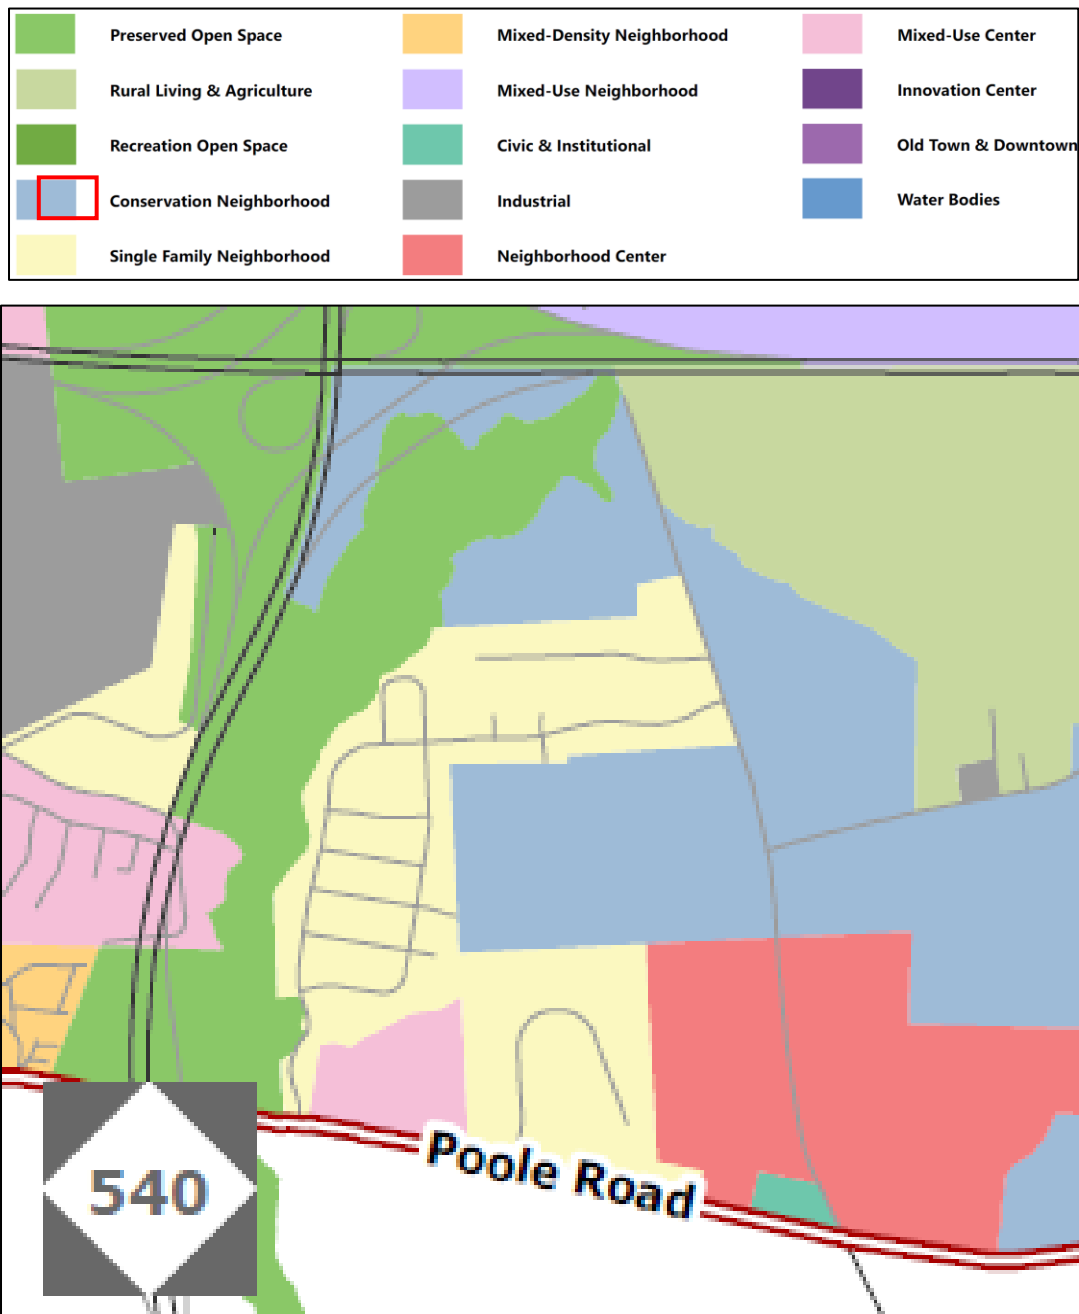 Preserved Open Space
Mixed-Density Neighborhood
Mixed-Use Center
Rural Living & Agriculture
Mixed-Use Neighborhood
Innovation Center
Recreation Open Space
Civic & Institutional
Old Town & Downtown
Conservation Neighborhood
Industrial
Water Bodies
Single Family Neighborhood
Neighborhood Center
Poole Road
540